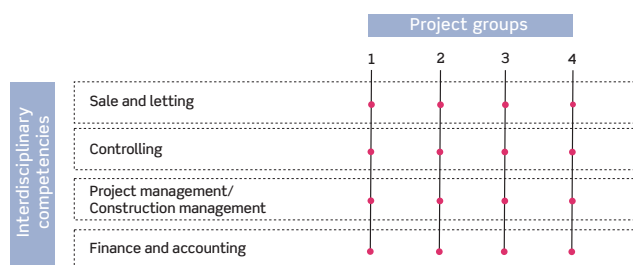 Project groups
1 2 3 4
Interdisciplinary
competencies
Sale and letting
Controlling
Project management/
Construction management
Finance and accounting